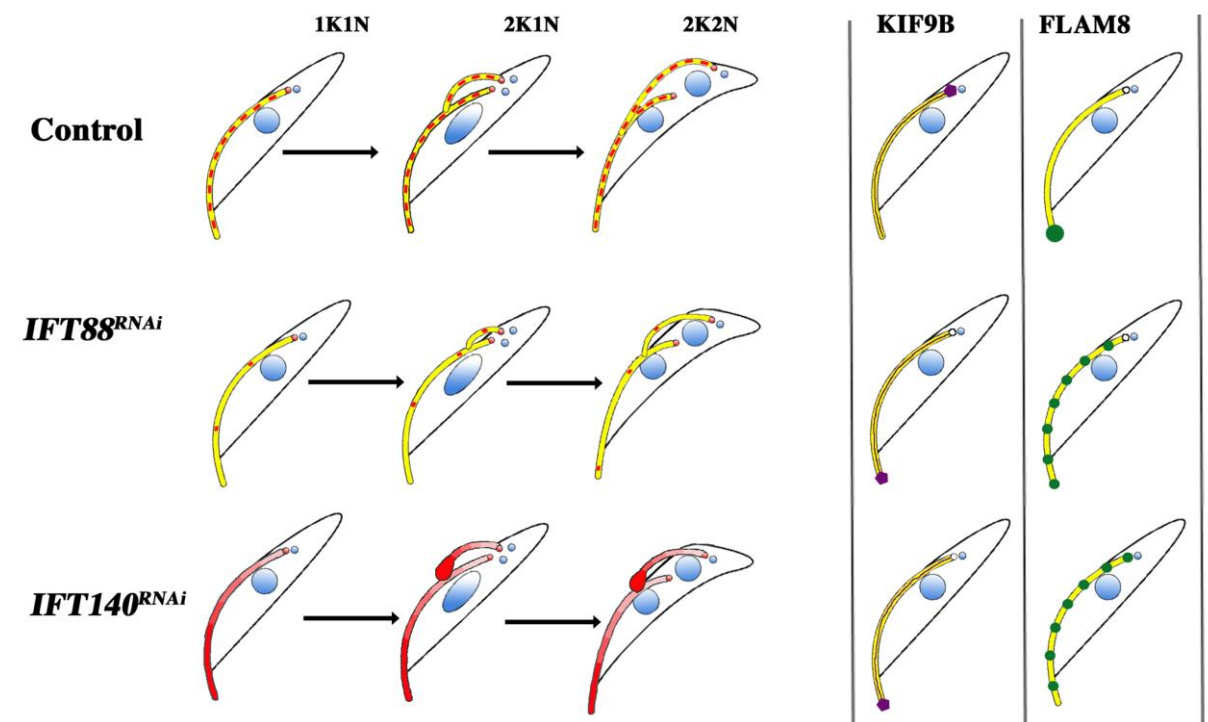 1K1N 2K1N 2K2N KIF9B FLAM8
Control
IFT88RNAi
IFT140RNAi